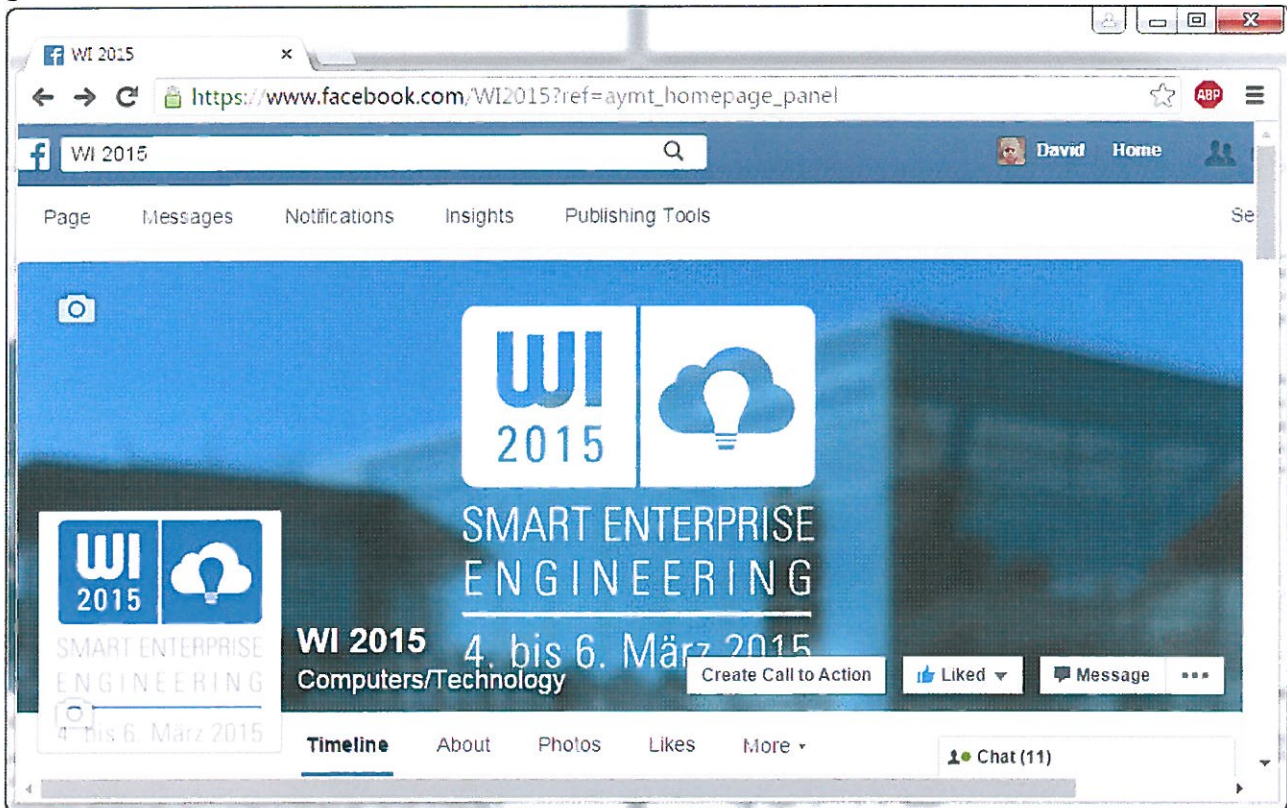 WI 2015
https://www.facebook.com/WI2015?ref=aymt_homepage_panel
ABP
f WI 2015
David Home
Page Messages Notifications Insights Publishing Tools Se
WI
2015
SMART ENTERPRISE
ENGINEERING
4. bis 6. März 2015
WI
2015
SMART ENTERPRISE
ENGINEERING
4. bis 6. März 2015
WI 2015
Computers/Technology
Create Call to Action Liked Message
Timeline About Photos Likes More
Chat (11)